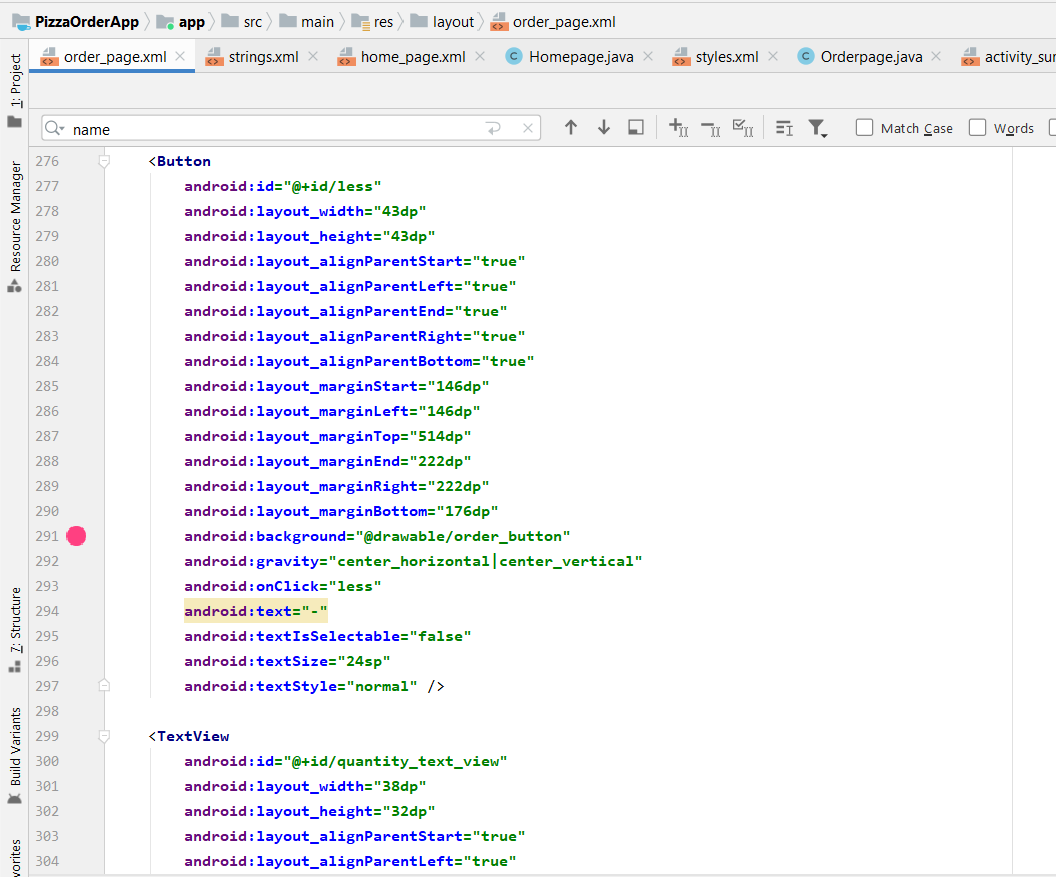 PizzaOrderApp app src main res layout order_page.xml
order_page.xml strings.xml home_page.xml Homepage.java styles.xml Orderpage.java activity_sur
1: Project
Resource Manager
7: Structure
Build Variants
vorites
name
Match Case Words
276 <Button
277 android:id="@+id/less"
278 android:layout_width="43dp"
279 android:layout_height="43dp"
280 android:layout_alignParentStart="true"
281 android:layout_alignParentLeft="true"
282 android:layout_alignParentEnd="true"
283 android:layout_alignParentRight="true"
284 android:layout_alignParentBottom="true"
285 android:layout_marginStart="146dp"
286 android:layout_marginLeft="146dp"
287 android:layout_marginTop="514dp"
288 android:layout_marginEnd="222dp"
289 android:layout_marginRight="222dp"
290 android:layout_marginBottom="176dp"
291 android:background="@drawable/order_button"
292 android:gravity="center_horizontal|center_vertical"
293 android:onClick="less"
294 android:text="-"
295 android:textIsSelectable="false"
296 android:textSize="24sp"
297 android:textStyle="normal" />
298
299 <TextView
300 android:id="@+id/quantity_text_view"
301 android:layout_width="38dp"
302 android:layout_height="32dp"
303 android:layout_alignParentStart="true"
304 android:layout_alignParentLeft="true"